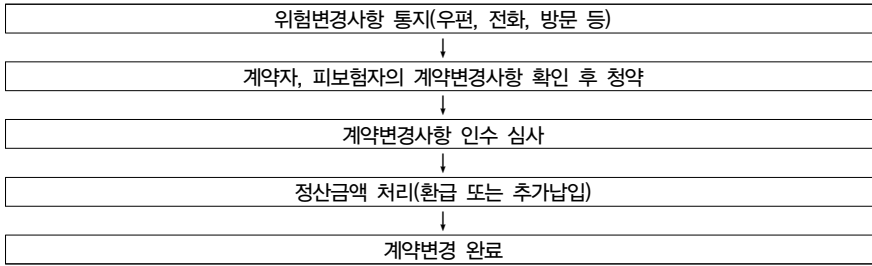 위험변경사항 통지(우편, 전화, 방문 등)
계약자, 피보험자의 계약변경사항 확인 후 청약
계약변경사항 인수 심사
정산금액 처리(환급 또는 추가납입)
계약변경 완료